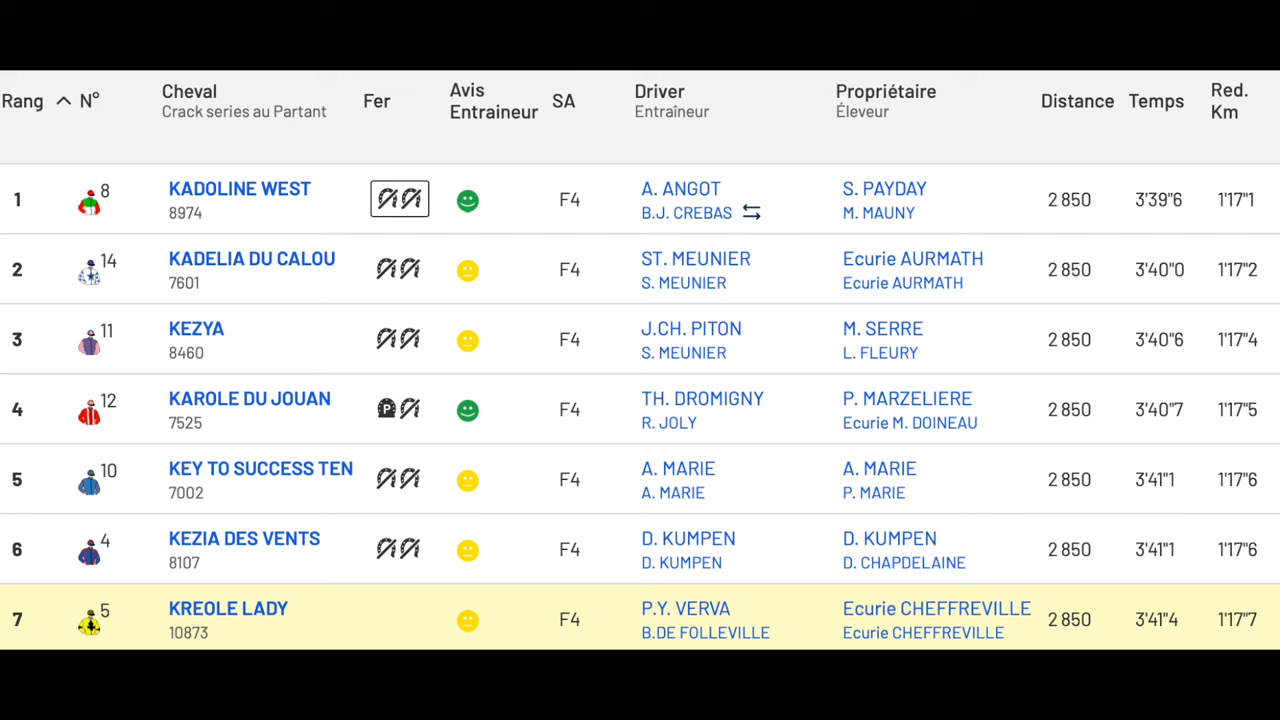 Rang N° Cheval Fer Avis Entraineur SA Driver Propriétaire Distance Temps Red. Km
Crack series au Partant Entraîneur Éleveur
1 8 KADOLINE WEST F4 A. ANGOT S. PAYDAY 2 850 3'39"6 1'17"1
8974 B.J. CREBAS M. MAUNY
2 14 KADELIA DU CALOU F4 ST. MEUNIER Ecurie AURMATH 2 850 3'40"0 1'17"2
7601 S. MEUNIER Ecurie AURMATH
3 11 KEZYA F4 J.CH. PITON M. SERRE 2 850 3'40"6 1'17"4
8460 S. MEUNIER L. FLEURY
4 12 KAROLE DU JOUAN P F4 TH. DROMIGNY P. MARZELIERE 2 850 3'40"7 1'17"5
7525 R. JOLY Ecurie M. DOINEAU
5 10 KEY TO SUCCESS TEN F4 A. MARIE A. MARIE 2 850 3'41"1 1'17"6
7002 A. MARIE P. MARIE
6 4 KEZIA DES VENTS F4 D. KUMPEN D. KUMPEN 2 850 3'41"1 1'17"6
8107 D. KUMPEN D. CHAPDELAINE
7 5 KREOLE LADY F4 P.Y. VERVA Ecurie CHEFFREVILLE 2 850 3'41"4 1'17"7
10873 B.DE FOLLEVILLE Ecurie CHEFFREVILLE